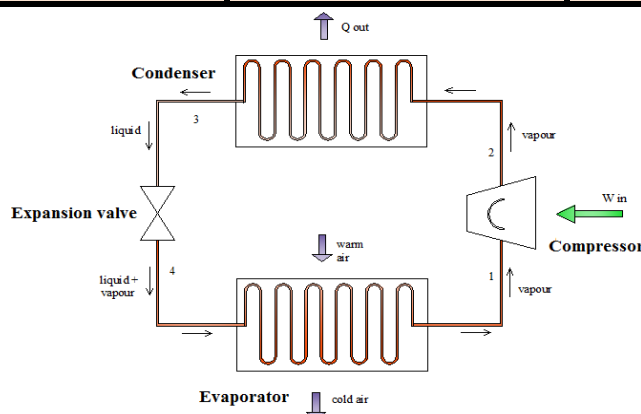 Q out
Condenser
3
liquid
2
vapour
W in
Expansion valve
Compressor
warm
air
4
liquid+
vapour
1
vapour
Evaporator
cold air